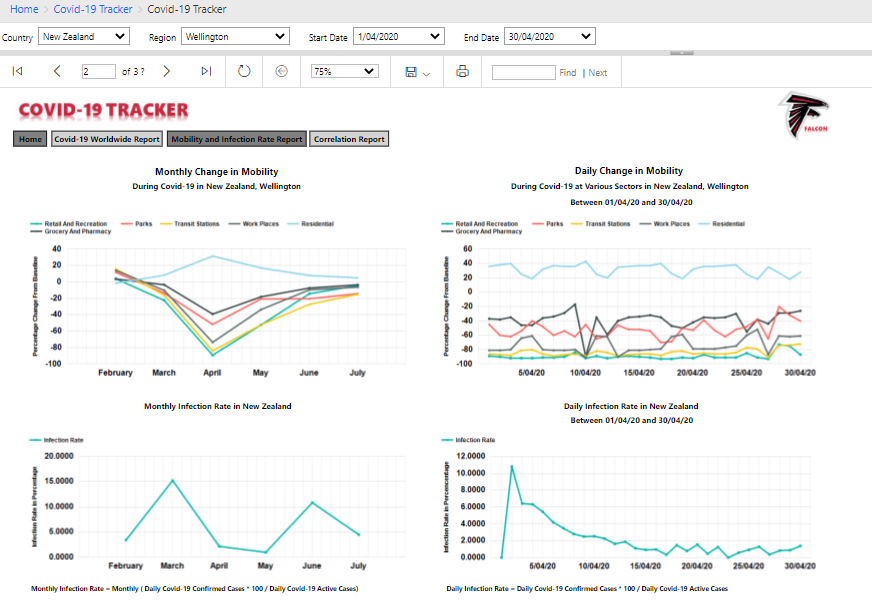 Home > Covid-19 Tracker > Covid-19 Tracker
Country New Zealand Region Wellington Start Date 1/04/2020 End Date 30/04/2020
2 of 3 ? 75% Find | Next
COVID-19 TRACKER
FALCON
Home Covid-19 Worldwide Report Mobility and Infection Rate Report Correlation Report
Monthly Change in Mobility
During Covid-19 in New Zealand, Wellington
Retail And Recreation Parks Transit Stations Work Places Residential
Grocery And Pharmacy
Percentage Change From Baseline
40
20
0
-20
-40
-60
-80
-100
February March April May June July
Daily Change in Mobility
During Covid-19 at Various Sectors in New Zealand, Wellington
Between 01/04/20 and 30/04/20
Retail And Recreation Parks Transit Stations Work Places Residential
Grocery And Pharmacy
Percentage Change From Baseline
60
40
20
0
-20
-40
-60
-80
-100
5/04/20 10/04/20 15/04/20 20/04/20 25/04/20 30/04/20
Monthly Infection Rate in New Zealand
Infection Rate
Infection Rate in Percentage
20.0000
15.0000
10.0000
5.0000
0.0000
February March April May June July
Monthly Infection Rate = Monthly ( Daily Covid-19 Confirmed Cases * 100 / Daily Covid-19 Active Cases)
Daily Infection Rate in New Zealand
Between 01/04/20 and 30/04/20
Infection Rate
Infection Rate in Percentage
12.0000
10.0000
8.0000
6.0000
4.0000
2.0000
0.0000
5/04/20 10/04/20 15/04/20 20/04/20 25/04/20 30/04/20
Daily Infection Rate = Daily Covid-19 Confirmed Cases * 100 / Daily Covid-19 Active Cases